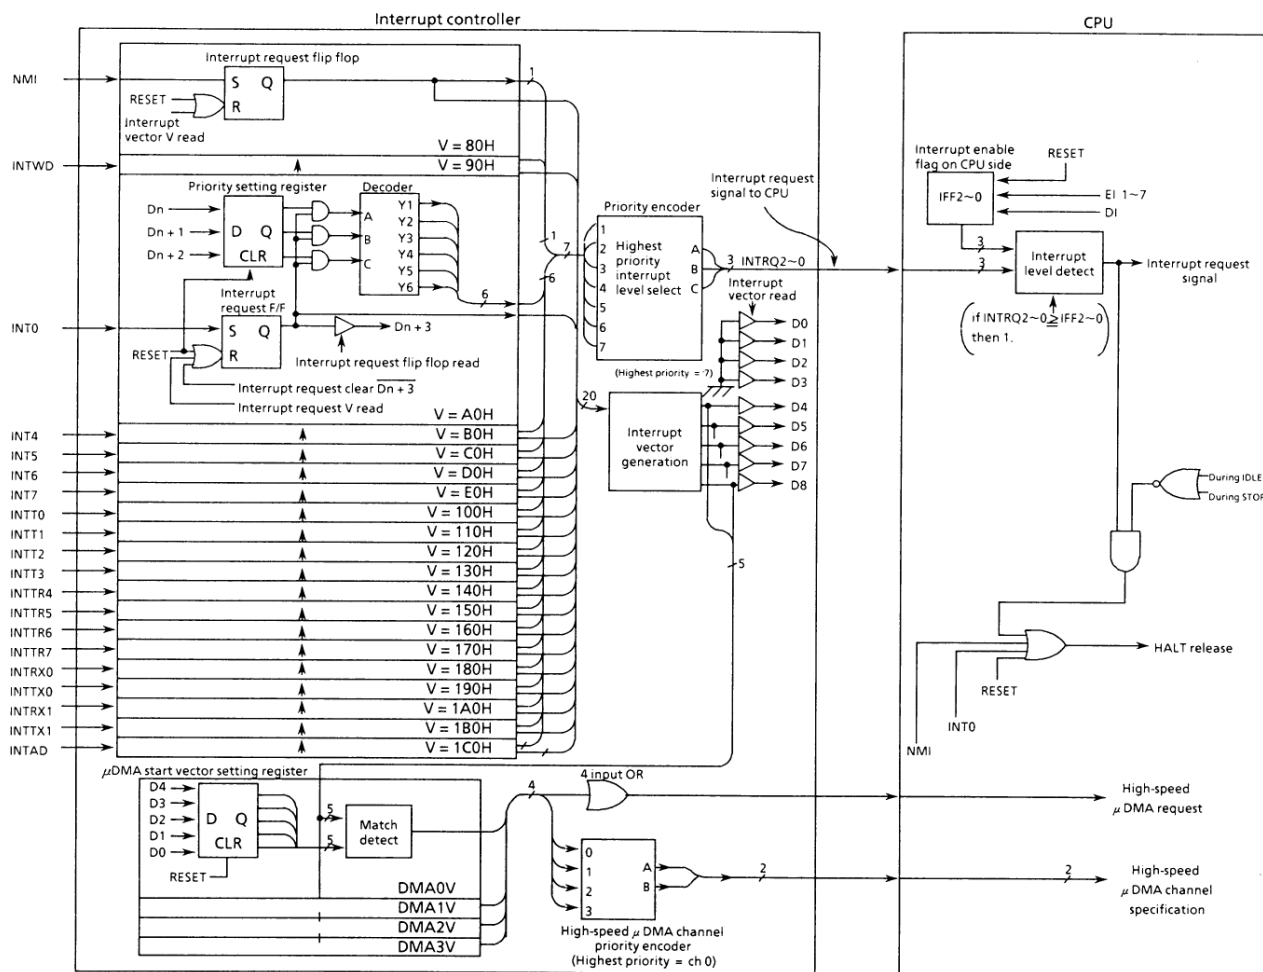 Interrupt controller
CPU
NMI
Interrupt request flip flop
S Q
R
RESET
Interrupt
vector V read
1
V = 80H
INTWD
V = 90H
Priority setting register
Decoder
Dn
Dn + 1
Dn + 2
D Q
CLR
A
B
C
Y1
Y2
Y3
Y4
Y5
Y6
6
1
7
6
Interrupt
request F/F
INT0
S Q
R
Dn + 3
RESET
Interrupt request flip flop read
Interrupt request clear Dn + 3
Interrupt request V read
V = A0H
INT4
V = B0H
INT5
V = C0H
INT6
V = D0H
INT7
V = E0H
INTT0
V = 100H
INTT1
V = 110H
INTT2
V = 120H
INTT3
V = 130H
INTTR4
V = 140H
INTTR5
V = 150H
INTTR6
V = 160H
INTTR7
V = 170H
INTRX0
V = 180H
INTTX0
V = 190H
INTRX1
V = 1A0H
INTTX1
V = 1B0H
INTAD
V = 1C0H
Interrupt request
signal to CPU
Priority encoder
1
2
3
4
5
6
7
Highest
priority
interrupt
level select
A
B
C
3 INTRQ2~0
(Highest priority = 7)
Interrupt
vector read
D0
D1
D2
D3
D4
D5
D6
D7
D8
20
Interrupt
vector
generation
5
Interrupt enable
flag on CPU side
RESET
IFF2~0
EI 1~7
DI
3
3
Interrupt
level detect
Interrupt request
signal
if INTRQ2~0 ≧ IFF2~0
then 1.
During IDLE
During STOP
HALT release
RESET
INT0
NMI
μDMA start vector setting register
D4
D3
D2
D1
D0
D Q
CLR
RESET
5
5
Match
detect
DMA0V
DMA1V
DMA2V
DMA3V
4
4 input OR
0
1
2
3
A
B
2
High-speed μ DMA channel
priority encoder
(Highest priority = ch 0)
High-speed
μ DMA request
2
High-speed
μ DMA channel
specification